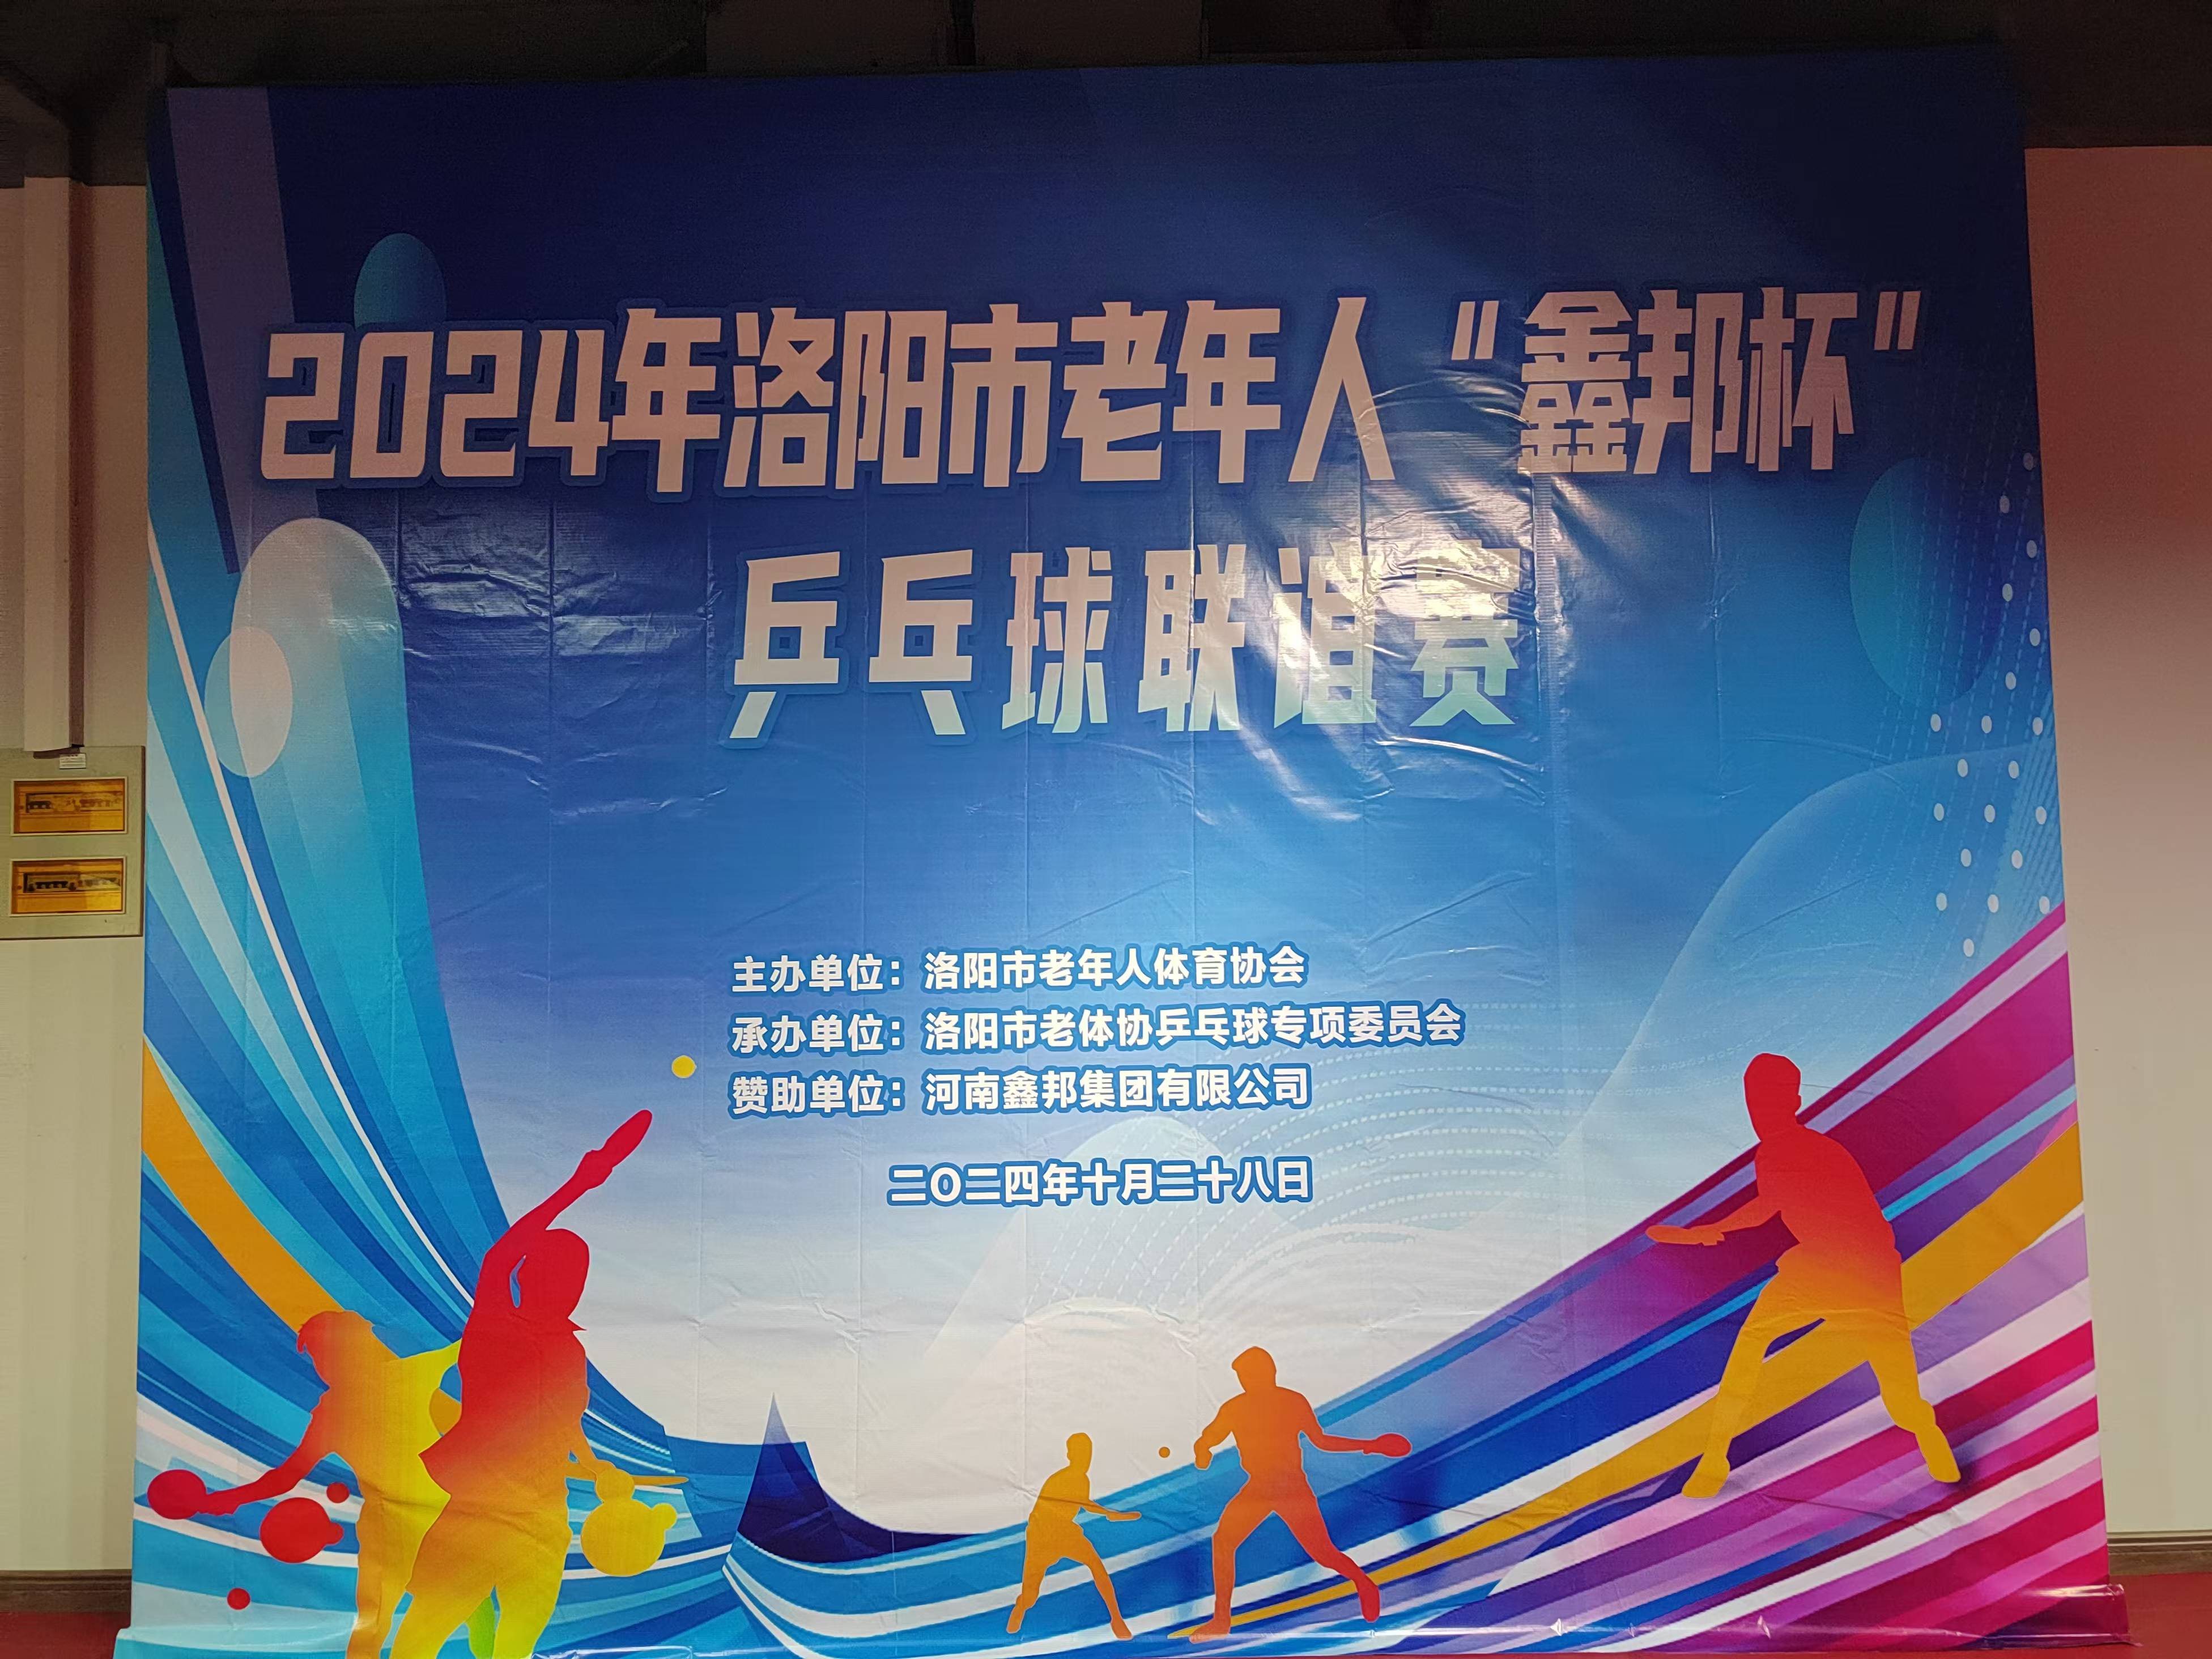 2024年洛阳市老年人“鑫邦杯”
乒乓球联谊赛
主办单位：洛阳市老年人体育协会
承办单位：洛阳市老体协乒乓球专项委员会
赞助单位：河南鑫邦集团有限公司
二〇二四年十月二十八日